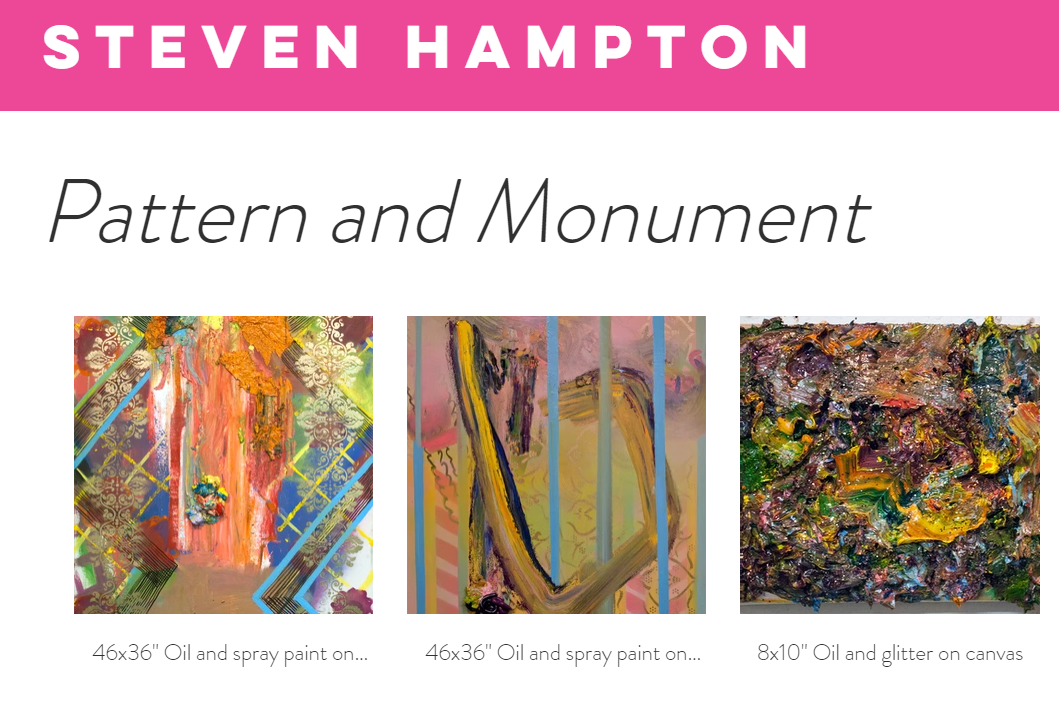 STEVEN HAMPTON
Pattern and Monument
46x36" Oil and spray paint on...
46x36" Oil and spray paint on...
8x10" Oil and glitter on canvas